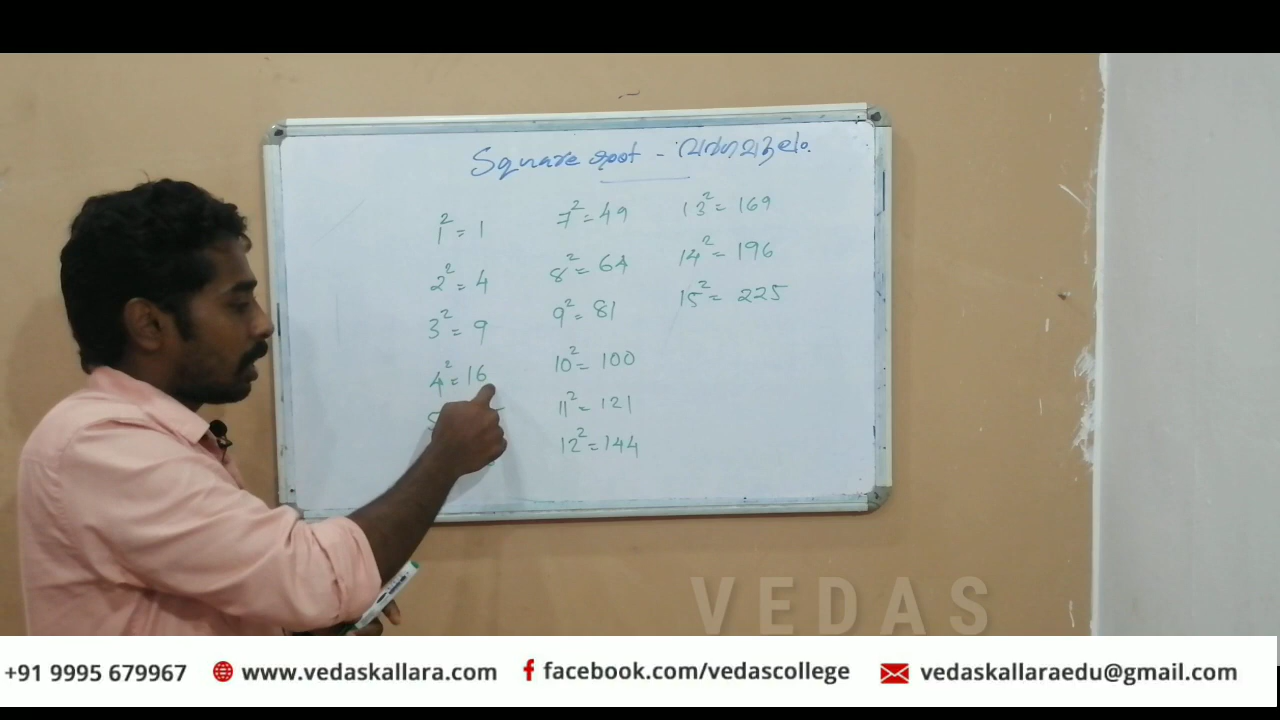 Square root - വർഗമൂലം.
1² = 1
2² = 4
3² = 9
4² = 16
5
7² = 49
8² = 64
9² = 81
10² = 100
11² = 121
12² = 144
13² = 169
14² = 196
15² = 225
VEDAS
+91 9995 679967 www.vedaskallara.com facebook.com/vedascollege vedaskallaraedu@gmail.com